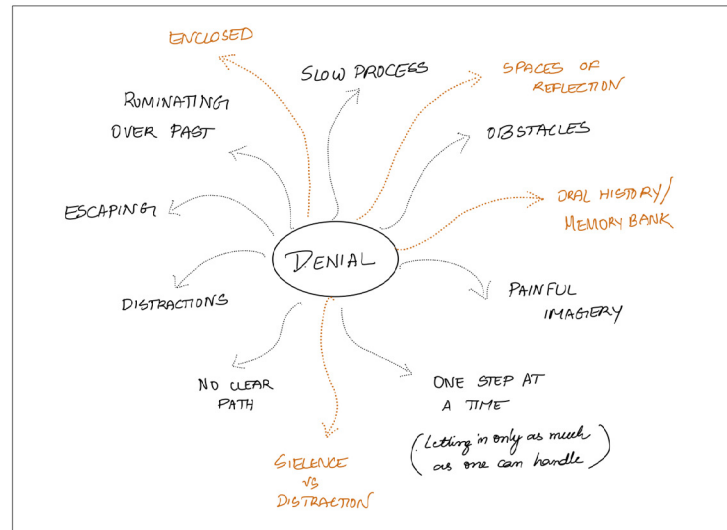 ENCLOSED
SLOW PROCESS
SPACES OF
REFLECTION
RUMINATING
OVER PAST
OBSTACLES
ESCAPING
ORAL HISTORY/
MEMORY BANK
DENIAL
DISTRACTIONS
PAINFUL
IMAGERY
NO CLEAR
PATH
ONE STEP AT
A TIME
(Letting in only as much
as one can handle)
SIELENCE
VS
DISTRACTION